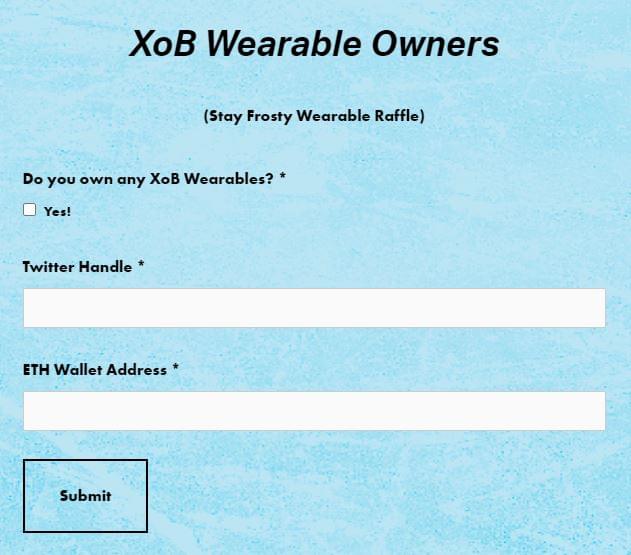 XoB Wearable Owners
(Stay Frosty Wearable Raffle)
Do you own any XoB Wearables? *
Yes!
Twitter Handle *
ETH Wallet Address *
Submit